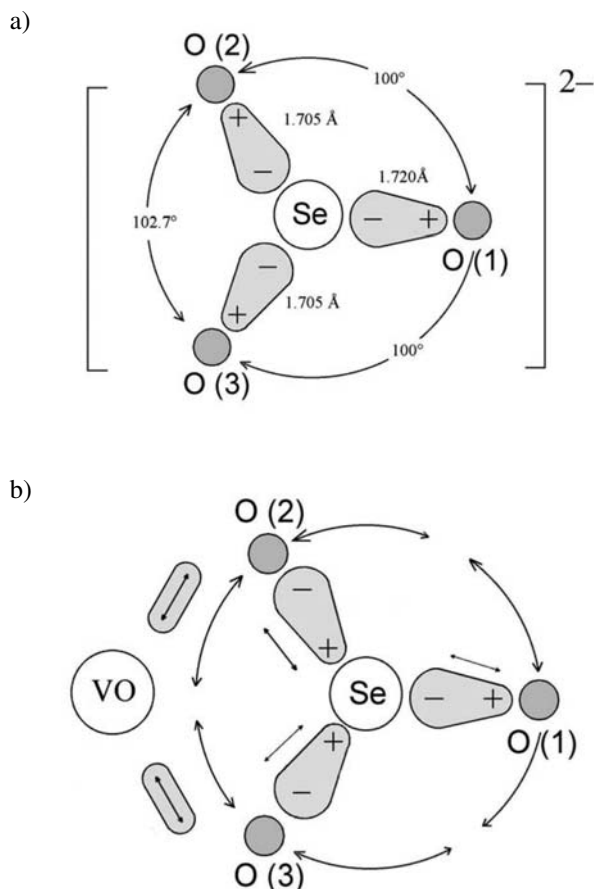 a)
O (2)
100°
2−
+
1.705 Å
−
1.720Å
102.7°
Se
− +
O (1)
−
+
1.705 Å
100°
O (3)
b)
O (2)
−
+
VO
Se
− +
O (1)
+
−
O (3)